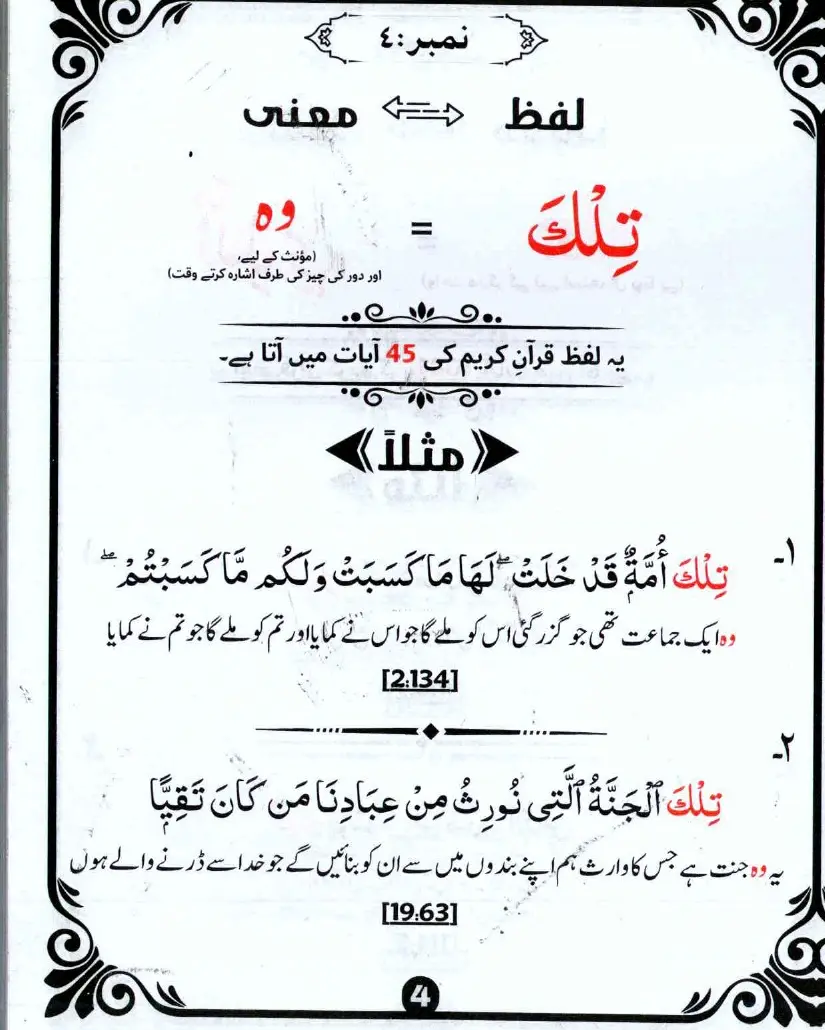 نمبر:٤
لفظ ⇐⇒ معنی
تِلْكَ = وہ
(مؤنث کے لیے،
اور دور کی چیز کی طرف اشارہ کرتے وقت)
یہ لفظ قرآنِ کریم کی 45 آیات میں آتا ہے۔
مثلاً
۱۔
تِلْكَ أُمَّةٌ قَدْ خَلَتْ ۖ لَهَا مَا كَسَبَتْ وَلَكُم مَّا كَسَبْتُمْ ۖ
وہ ایک جماعت تھی جو گزر گئی اس کو ملے گا جو اس نے کمایا اور تم کو ملے گا جو تم نے کمایا
[2:134]
۲۔
تِلْكَ ٱلْجَنَّةُ ٱلَّتِى نُورِثُ مِنْ عِبَادِنَا مَن كَانَ تَقِيًّا
یہ وہ جنت ہے جس کا وارث ہم اپنے بندوں میں سے ان کو بنائیں گے جو خدا سے ڈرنے والے ہوں
[19:63]
4